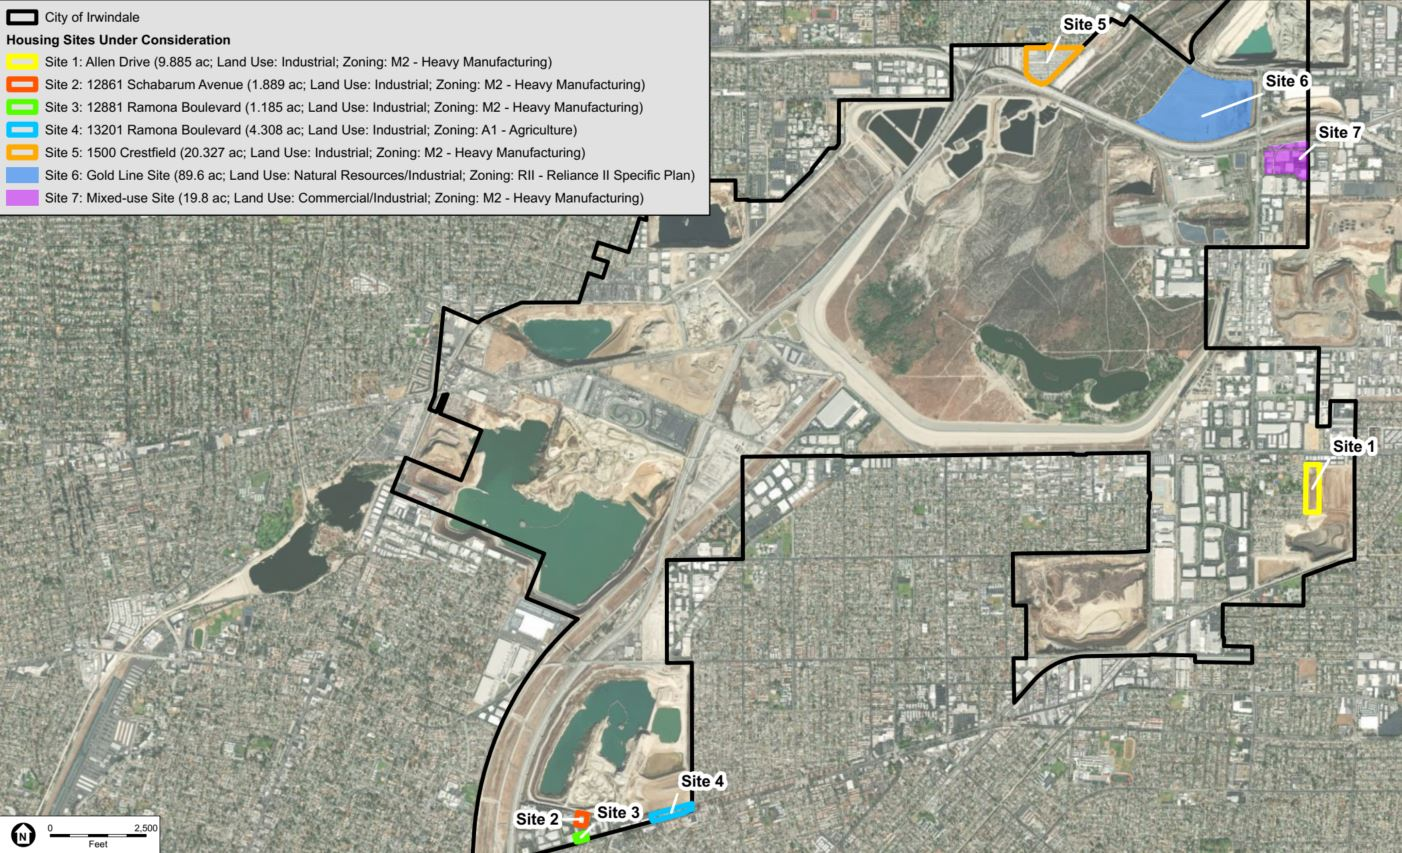 City of Irwindale
Housing Sites Under Consideration
Site 1: Allen Drive (9.885 ac; Land Use: Industrial; Zoning: M2 - Heavy Manufacturing)
Site 2: 12861 Schabarum Avenue (1.889 ac; Land Use: Industrial; Zoning: M2 - Heavy Manufacturing)
Site 3: 12881 Ramona Boulevard (1.185 ac; Land Use: Industrial; Zoning: M2 - Heavy Manufacturing)
Site 4: 13201 Ramona Boulevard (4.308 ac; Land Use: Industrial; Zoning: A1 - Agriculture)
Site 5: 1500 Crestfield (20.327 ac; Land Use: Industrial; Zoning: M2 - Heavy Manufacturing)
Site 6: Gold Line Site (89.6 ac; Land Use: Natural Resources/Industrial; Zoning: RII - Reliance II Specific Plan)
Site 7: Mixed-use Site (19.8 ac; Land Use: Commercial/Industrial; Zoning: M2 - Heavy Manufacturing)
Site 5
Site 6
Site 7
Site 1
Site 4
Site 3
Site 2
N
0 2,500
Feet